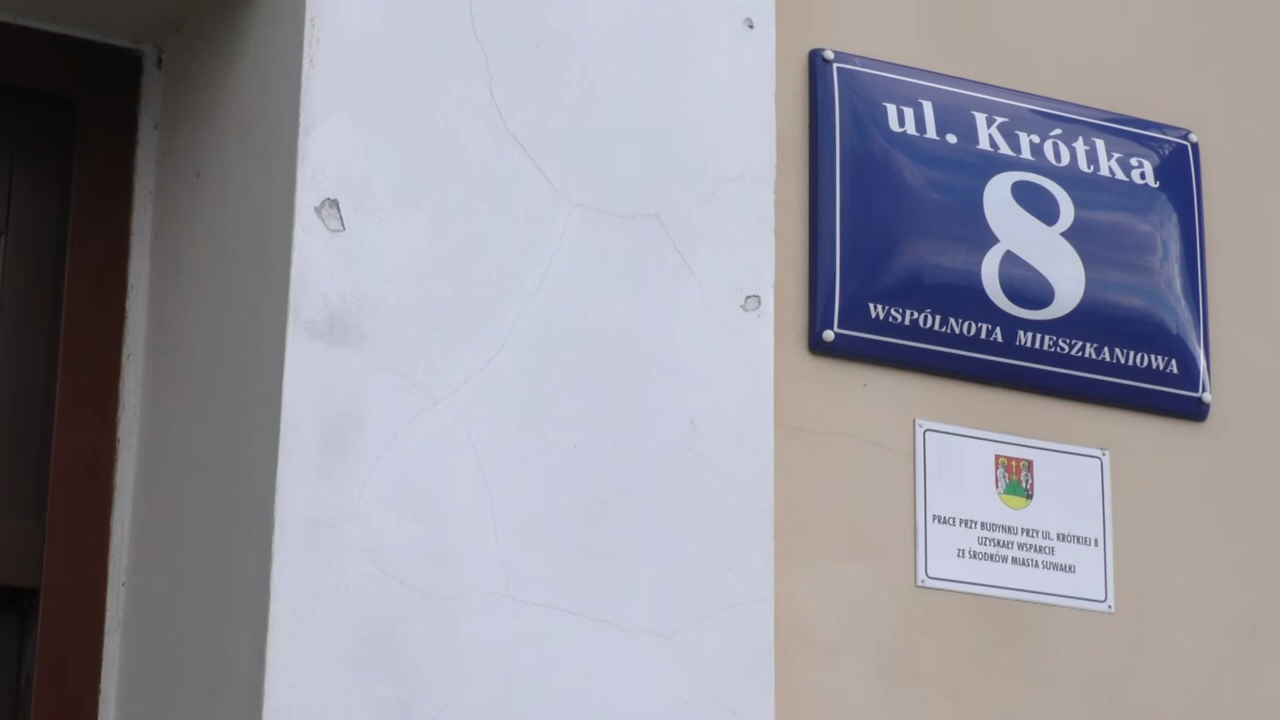 ul. Krótka
8
WSPÓLNOTA MIESZKANIOWA
PRACE PRZY BUDYNKU PRZY UL. KRÓTKIEJ 8
UZYSKAŁY WSPARCIE
ZE ŚRODKÓW MIASTA SUWAŁKI